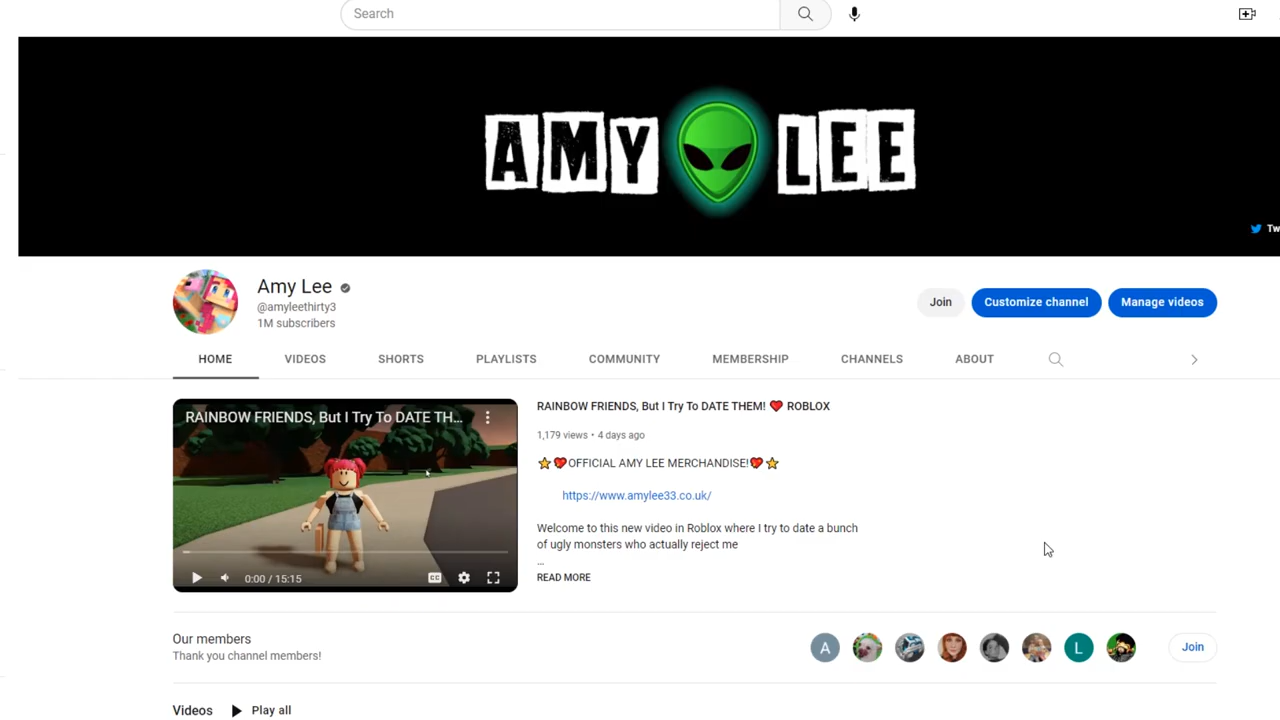 Search
AMY LEE
Tw
Amy Lee
@amyleethirty3
1M subscribers
Join
Customize channel
Manage videos
HOME
VIDEOS
SHORTS
PLAYLISTS
COMMUNITY
MEMBERSHIP
CHANNELS
ABOUT
RAINBOW FRIENDS, But I Try To DATE TH...
0:00 / 15:15
CC
RAINBOW FRIENDS, But I Try To DATE THEM! ❤️ ROBLOX
1,179 views • 4 days ago
⭐💖OFFICIAL AMY LEE MERCHANDISE!💖⭐
https://www.amylee33.co.uk/
Welcome to this new video in Roblox where I try to date a bunch
of ugly monsters who actually reject me
...
READ MORE
Our members
Thank you channel members!
A
L
Join
Videos
Play all